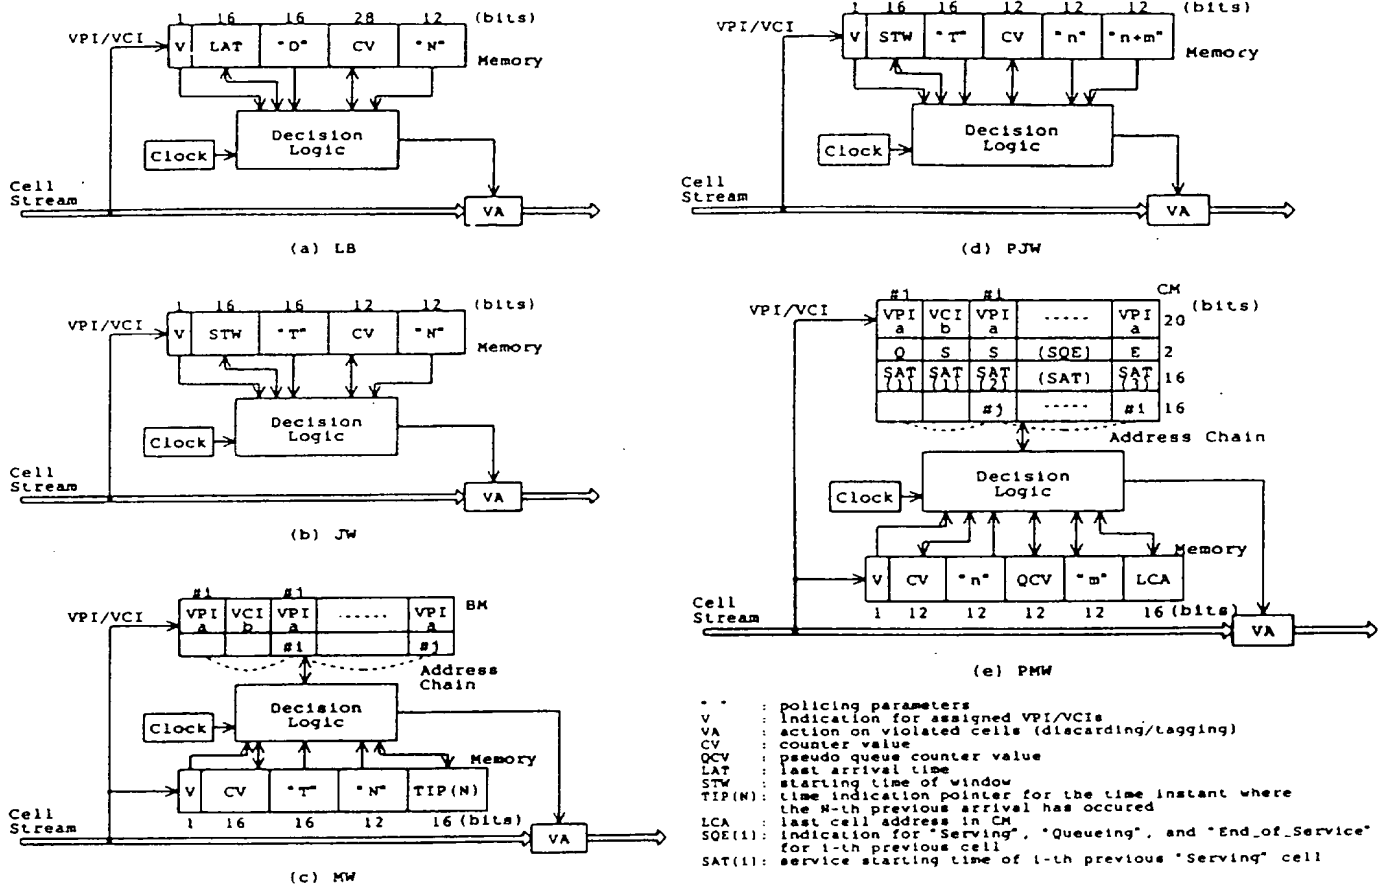 1 16 16 28 12 (bits)
VPI/VCI
V LAT "D" CV "N"
Memory
Decision
Logic
Clock
Cell
Stream
VA
(a) LB
1 16 16 12 12 (bits)
VPI/VCI
V STW "T" CV "N"
Memory
Decision
Logic
Clock
Cell
Stream
VA
(b) JW
#i #j
VPI/VCI
VPI VCI VPI ----- VPI BM
a b a a
#i #j
Address
Chain
Decision
Logic
Clock
Memory
V CV "T" "N" TIP(N)
1 16 16 12 16 (bits)
Cell
Stream
VA
(c) MW
1 16 16 12 12 12 (bits)
VPI/VCI
V STW "T" CV "n" "n+m"
Memory
Decision
Logic
Clock
Cell
Stream
VA
(d) PJW
#j #i CM
VPI/VCI
(bits)
VPI VCI VPI ----- VPI 20
a b a a
Q S S (SQE) E 2
SAT SAT SAT (SAT) SAT 16
(1) (1) (2) (3)
#j ----- #i 16
Address Chain
Decision
Logic
Clock
Memory
V CV "n" QCV "m" LCA
1 12 12 12 12 16 (bits)
Cell
Stream
VA
(e) PMW
" " : policing parameters
V : indication for assigned VPI/VCIs
VA : action on violated cells (discarding/tagging)
CV : counter value
QCV : pseudo queue counter value
LAT : last arrival time
STW : starting time of window
TIP(N): time indication pointer for the time instant where
the N-th previous arrival has occured
LCA : last cell address in CM
SQE(i): indication for "Serving", "Queueing", and "End_of_Service"
for i-th previous cell
SAT(i): service starting time of i-th previous "Serving" cell